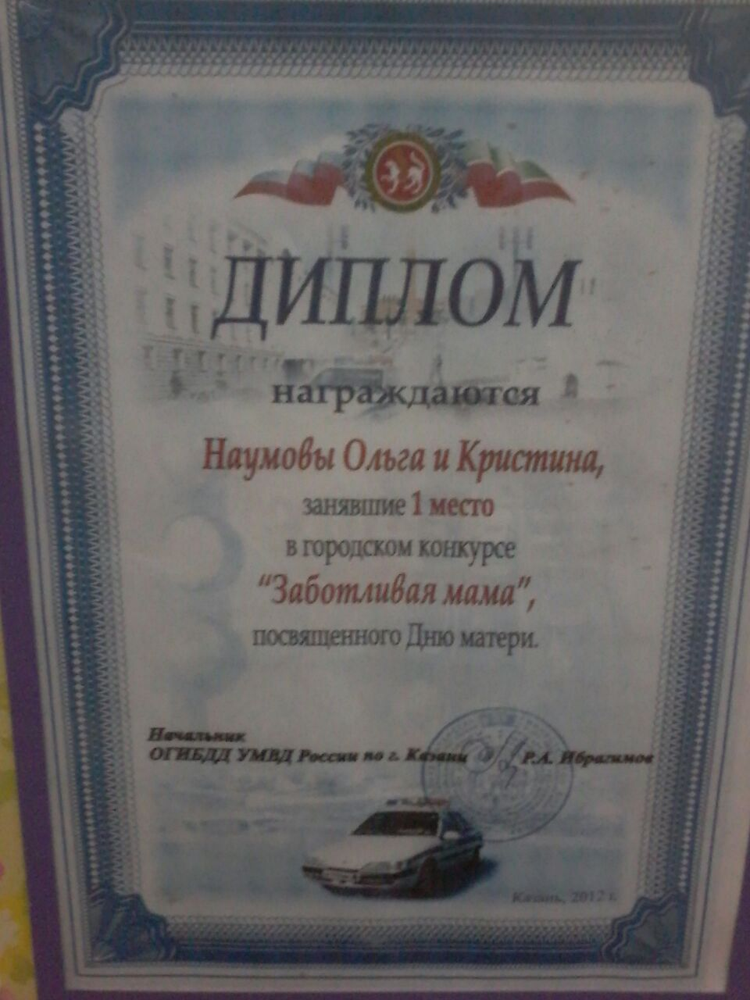 ДИПЛОМ
награждаются
Наумовы Ольга и Кристина,
занявшие 1 место
в городском конкурсе
"Заботливая мама",
посвященного Дню матери.
Начальник
ОГИБДД УМВД России по г. Казани Р.А. Ибрагимов
Казань, 2012 г.